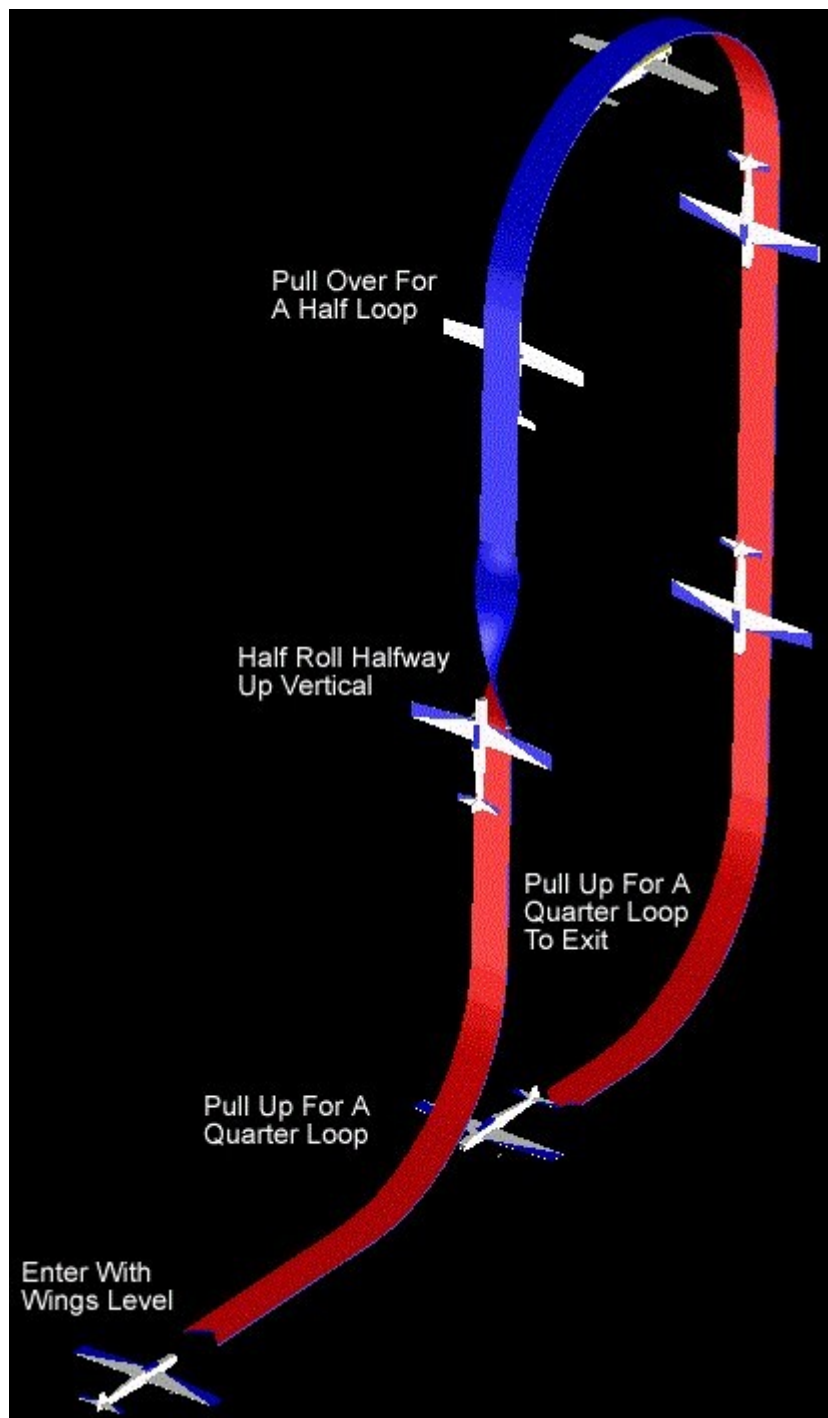 Pull Over For
A Half Loop
Half Roll Halfway
Up Vertical
Pull Up For A
Quarter Loop
To Exit
Pull Up For A
Quarter Loop
Enter With
Wings Level